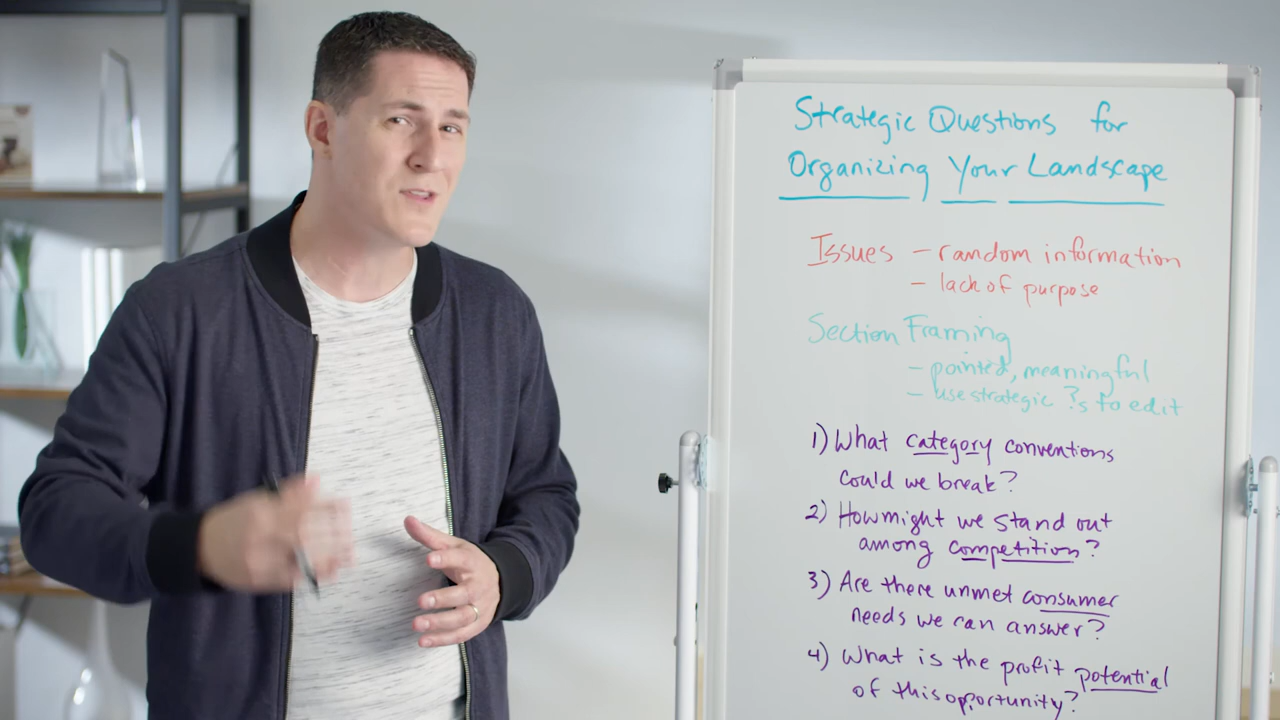 Strategic Questions for
Organizing Your Landscape
Issues - random information
- lack of purpose
Section Framing
- pointed, meaningful
- use strategic ?s to edit
1) What category conventions
could we break?
2) How might we stand out
among competition?
3) Are there unmet consumer
needs we can answer?
4) What is the profit potential
of this opportunity?